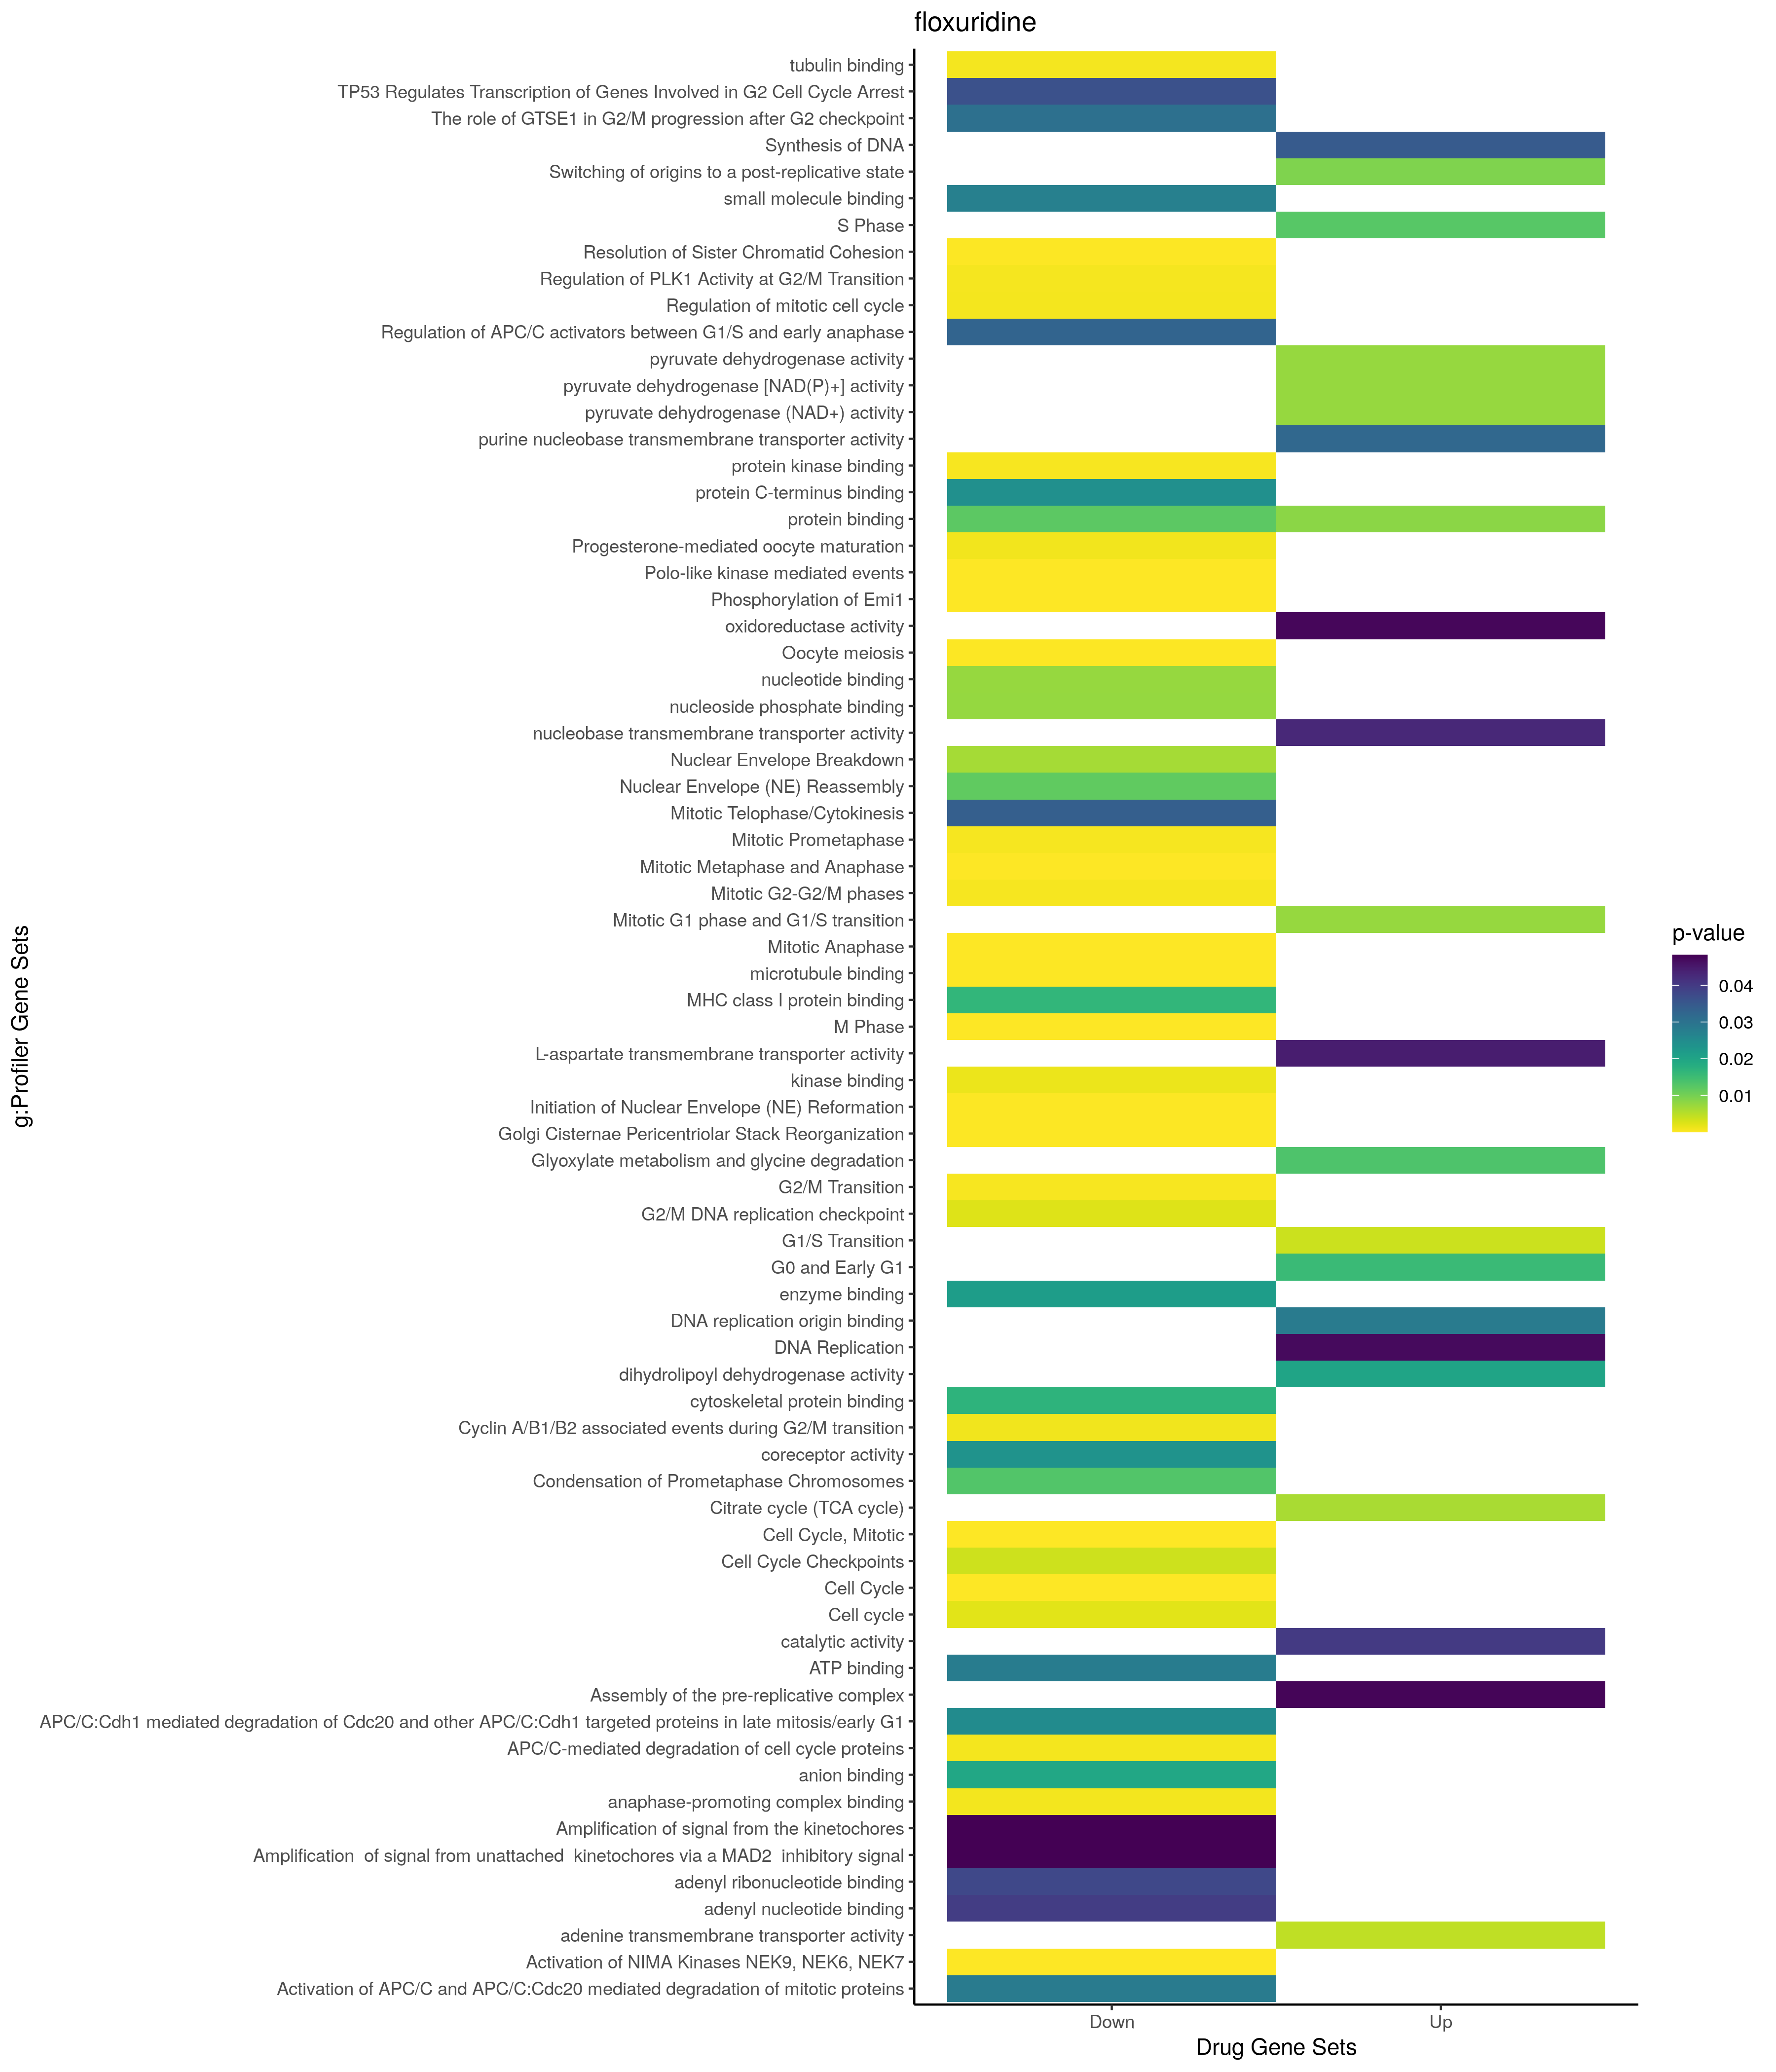 floxuridine
g:Profiler Gene Sets
tubulin binding
TP53 Regulates Transcription of Genes Involved in G2 Cell Cycle Arrest
The role of GTSE1 in G2/M progression after G2 checkpoint
Synthesis of DNA
Switching of origins to a post-replicative state
small molecule binding
S Phase
Resolution of Sister Chromatid Cohesion
Regulation of PLK1 Activity at G2/M Transition
Regulation of mitotic cell cycle
Regulation of APC/C activators between G1/S and early anaphase
pyruvate dehydrogenase activity
pyruvate dehydrogenase [NAD(P)+] activity
pyruvate dehydrogenase (NAD+) activity
purine nucleobase transmembrane transporter activity
protein kinase binding
protein C-terminus binding
protein binding
Progesterone-mediated oocyte maturation
Polo-like kinase mediated events
Phosphorylation of Emi1
oxidoreductase activity
Oocyte meiosis
nucleotide binding
nucleoside phosphate binding
nucleobase transmembrane transporter activity
Nuclear Envelope Breakdown
Nuclear Envelope (NE) Reassembly
Mitotic Telophase/Cytokinesis
Mitotic Prometaphase
Mitotic Metaphase and Anaphase
Mitotic G2-G2/M phases
Mitotic G1 phase and G1/S transition
Mitotic Anaphase
microtubule binding
MHC class I protein binding
M Phase
L-aspartate transmembrane transporter activity
kinase binding
Initiation of Nuclear Envelope (NE) Reformation
Golgi Cisternae Pericentriolar Stack Reorganization
Glyoxylate metabolism and glycine degradation
G2/M Transition
G2/M DNA replication checkpoint
G1/S Transition
G0 and Early G1
enzyme binding
DNA replication origin binding
DNA Replication
dihydrolipoyl dehydrogenase activity
cytoskeletal protein binding
Cyclin A/B1/B2 associated events during G2/M transition
coreceptor activity
Condensation of Prometaphase Chromosomes
Citrate cycle (TCA cycle)
Cell Cycle, Mitotic
Cell Cycle Checkpoints
Cell Cycle
Cell cycle
catalytic activity
ATP binding
Assembly of the pre-replicative complex
APC/C:Cdh1 mediated degradation of Cdc20 and other APC/C:Cdh1 targeted proteins in late mitosis/early G1
APC/C-mediated degradation of cell cycle proteins
anion binding
anaphase-promoting complex binding
Amplification of signal from the kinetochores
Amplification  of signal from unattached  kinetochores via a MAD2  inhibitory signal
adenyl ribonucleotide binding
adenyl nucleotide binding
adenine transmembrane transporter activity
Activation of NIMA Kinases NEK9, NEK6, NEK7
Activation of APC/C and APC/C:Cdc20 mediated degradation of mitotic proteins
Down
Up
Drug Gene Sets
p-value
0.04
0.03
0.02
0.01